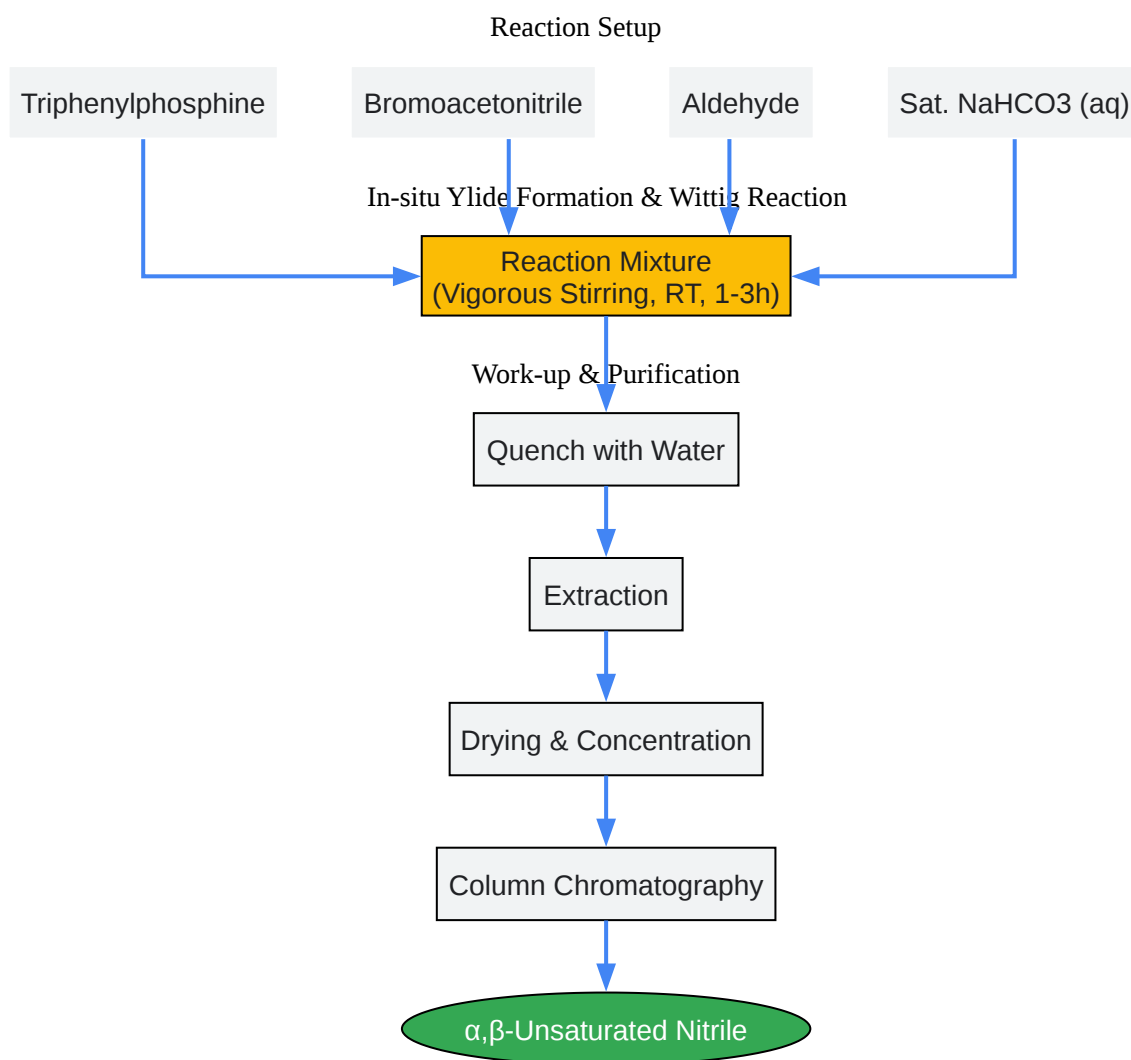 Reaction Setup
Triphenylphosphine
Bromoacetonitrile
Aldehyde
Sat. NaHCO3 (aq)
In-situ Ylide Formation & Wittig Reaction
Reaction Mixture
(Vigorous Stirring, RT, 1-3h)
Work-up & Purification
Quench with Water
Extraction
Drying & Concentration
Column Chromatography
α,β-Unsaturated Nitrile